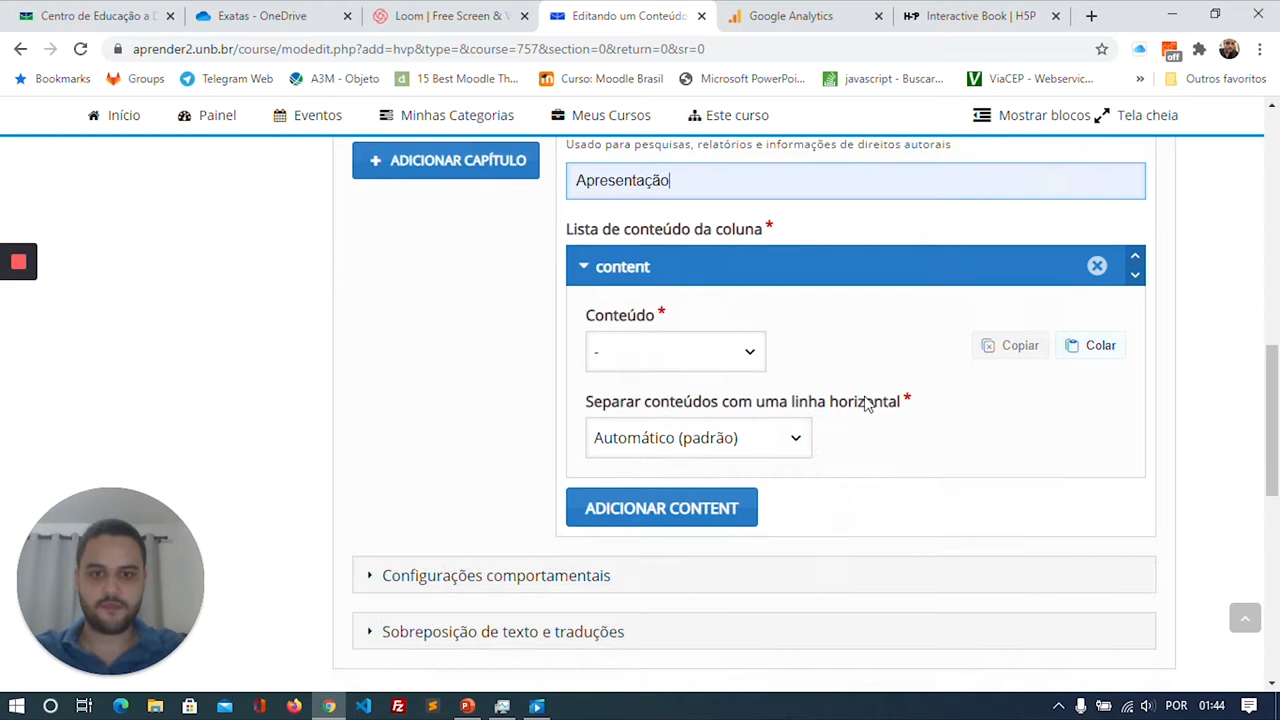 Centro de Educação a D
Exatas - OneDrive
Loom | Free Screen & V
Editando um Conteúdo
Google Analytics
H-P Interactive Book | H5P
aprender2.unb.br/course/modedit.php?add=hvp&type=&course=757&section=0&return=0&sr=0
off
Bookmarks
Groups
Telegram Web
A3M - Objeto
d 15 Best Moodle Th...
Curso: Moodle Brasil
Microsoft PowerPoi...
javascript - Buscar...
V ViaCEP - Webservic...
»
Outros favoritos
Início
Painel
Eventos
Minhas Categorias
Meus Cursos
Este curso
Mostrar blocos
Tela cheia
Usado para pesquisas, relatórios e informações de direitos autorais
+ ADICIONAR CAPÍTULO
Apresentação
Lista de conteúdo da coluna *
content
Conteúdo *
-
Copiar
Colar
Separar conteúdos com uma linha horizontal *
Automático (padrão)
ADICIONAR CONTENT
Configurações comportamentais
Sobreposição de texto e traduções
POR
01:44